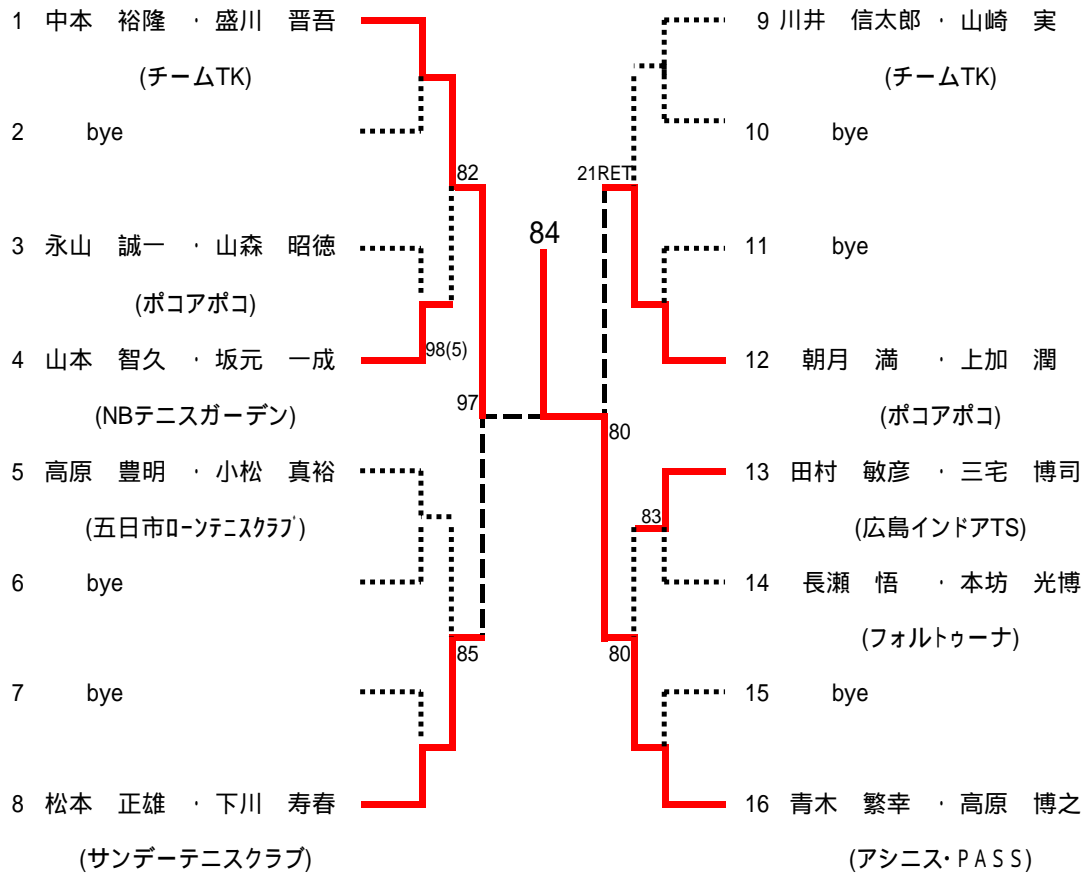 1 中本 裕隆 ・ 盛川 晋吾
(チームTK)
2 bye
82
3 永山 誠一 ・ 山森 昭徳
(ポコアポコ)
98(5)
4 山本 智久 ・ 坂元 一成
(NBテニスガーデン)
97
5 高原 豊明 ・ 小松 真裕
(五日市ローンテニスクラブ)
6 bye
85
7 bye
8 松本 正雄 ・ 下川 寿春
(サンデーテニスクラブ)
84
9 川井 信太郎 ・ 山崎 実
(チームTK)
10 bye
21RET
11 bye
12 朝月 満 ・ 上加 潤
(ポコアポコ)
80
13 田村 敏彦 ・ 三宅 博司
83
(広島インドアTS)
14 長瀬 悟 ・ 本坊 光博
(フォルトゥーナ)
80
15 bye
16 青木 繁幸 ・ 高原 博之
(アシニス・PASS)